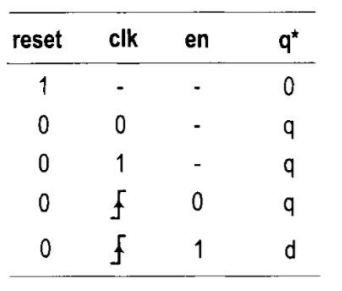 reset clk en q*
1 - - 0
0 0 - q
0 1 - q
0 0 q
0 1 d